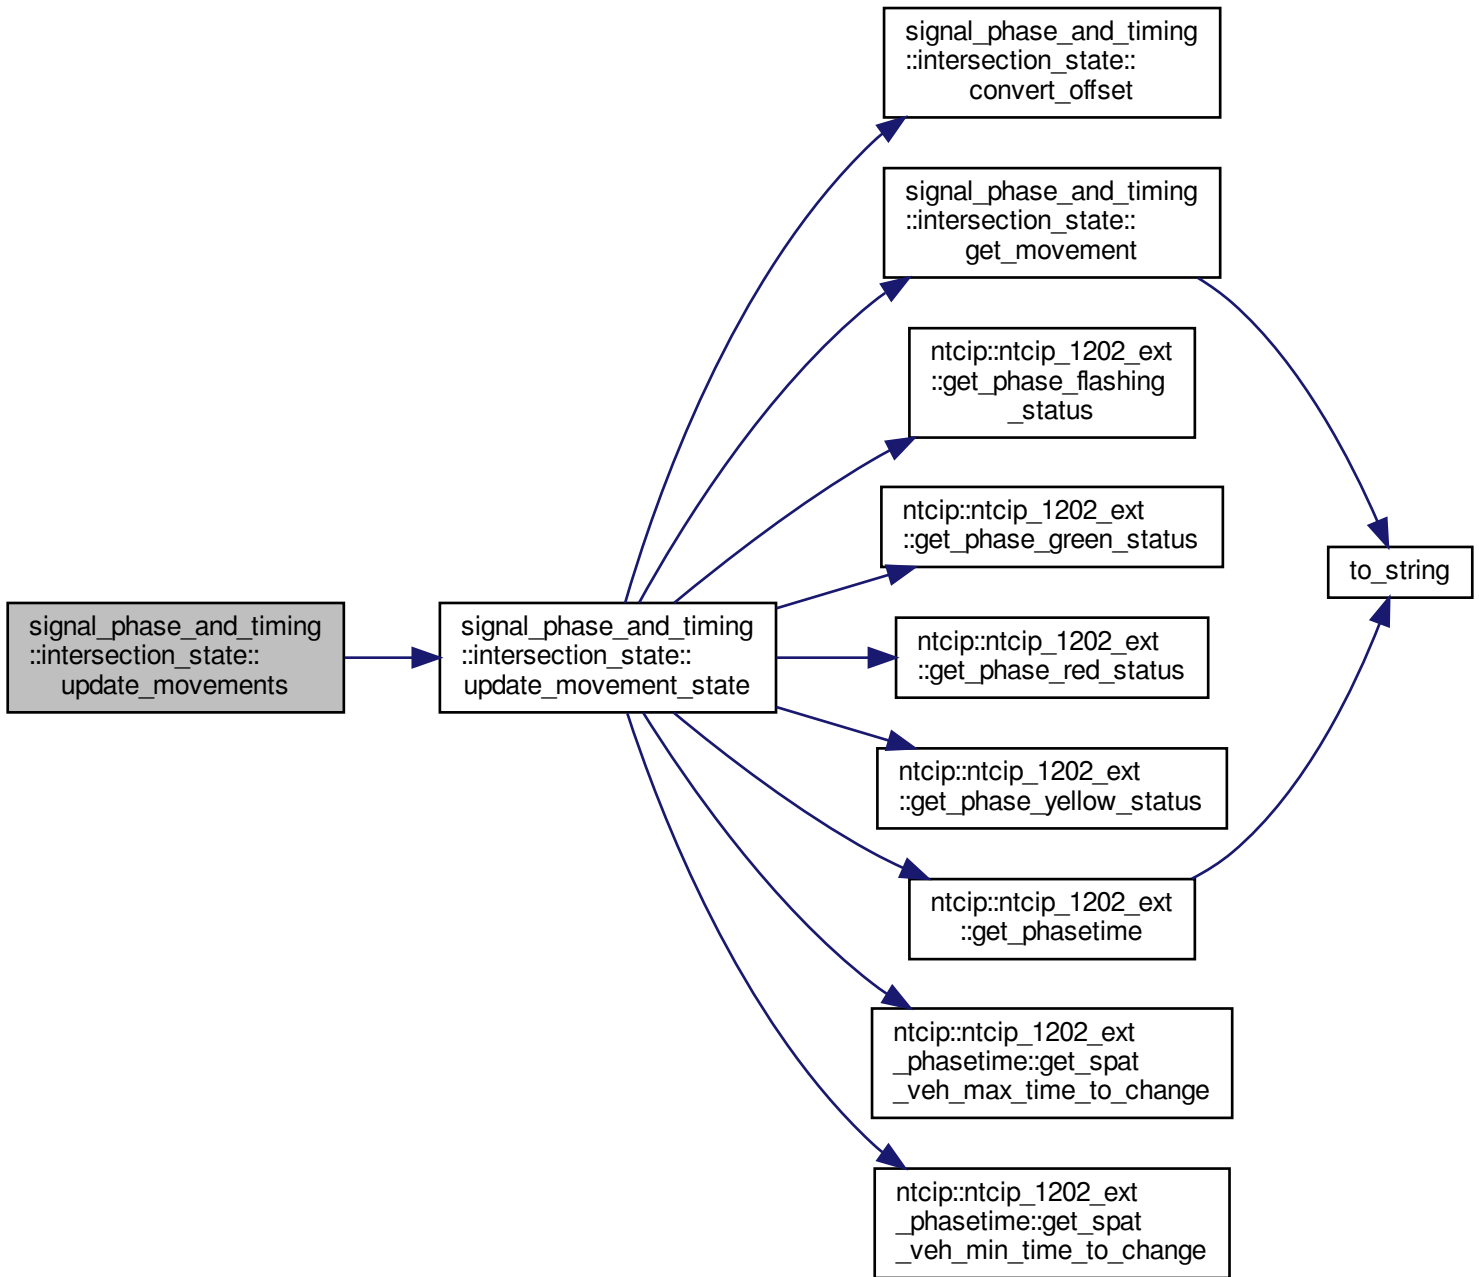 signal_phase_and_timing
::intersection_state::
update_movements
signal_phase_and_timing
::intersection_state::
update_movement_state
signal_phase_and_timing
::intersection_state::
convert_offset
signal_phase_and_timing
::intersection_state::
get_movement
ntcip::ntcip_1202_ext
::get_phase_flashing
_status
ntcip::ntcip_1202_ext
::get_phase_green_status
ntcip::ntcip_1202_ext
::get_phase_red_status
ntcip::ntcip_1202_ext
::get_phase_yellow_status
ntcip::ntcip_1202_ext
::get_phasetime
ntcip::ntcip_1202_ext
_phasetime::get_spat
_veh_max_time_to_change
ntcip::ntcip_1202_ext
_phasetime::get_spat
_veh_min_time_to_change
to_string